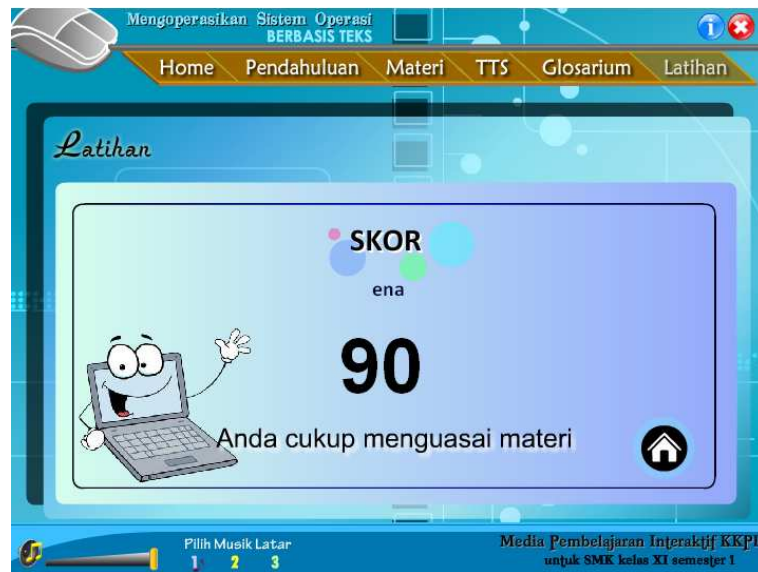 Mengoperasikan Sistem Operasi
BERBASIS TEKS
Home Pendahuluan Materi TTS Glosarium Latihan
Latihan
SKOR
ena
90
Anda cukup menguasai materi
Pilih Musik Latar
1 2 3
Media Pembelajaran Interaktif KKPI
untuk SMK kelas XI semester 1